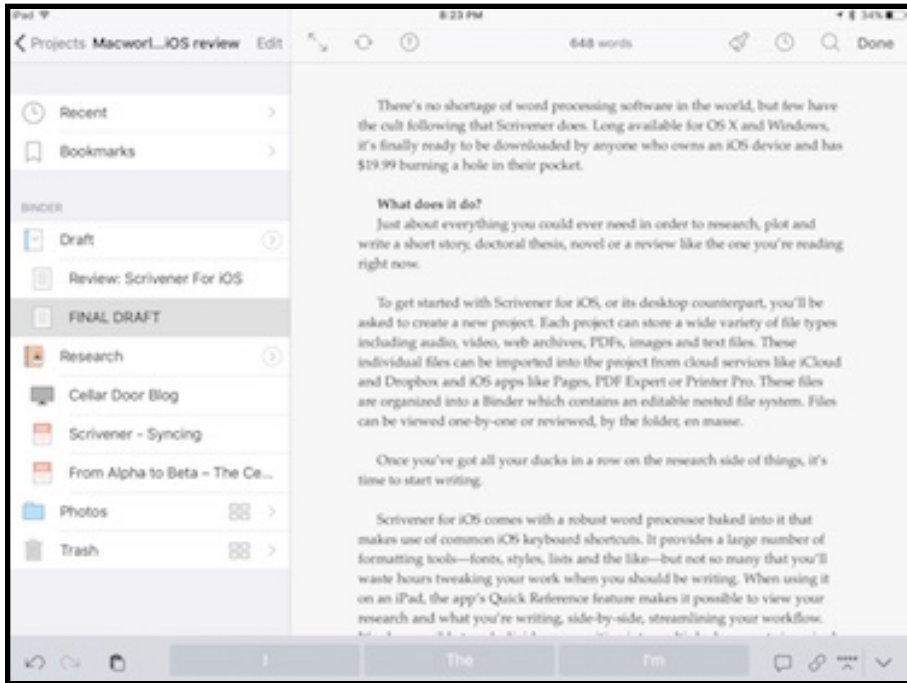 iPad 8:23 PM 34%
Projects Macworl...iOS review Edit 648 words Done
Recent
Bookmarks
BINDER
Draft
Review: Scrivener For iOS
FINAL DRAFT
Research
Cellar Door Blog
Scrivener - Syncing
From Alpha to Beta – The Ce...
Photos
Trash
There's no shortage of word processing software in the world, but few have
the cult following that Scrivener does. Long available for OS X and Windows,
it's finally ready to be downloaded by anyone who owns an iOS device and has
$19.99 burning a hole in their pocket.
What does it do?
Just about everything you could ever need in order to research, plot and
write a short story, doctoral thesis, novel or a review like the one you're reading
right now.
To get started with Scrivener for iOS, or its desktop counterpart, you'll be
asked to create a new project. Each project can store a wide variety of file types
including audio, video, web archives, PDFs, images and text files. These
individual files can be imported into the project from cloud services like iCloud
and Dropbox and iOS apps like Pages, PDF Expert or Printer Pro. These files
are organized into a Binder which contains an editable nested file system. Files
can be viewed one-by-one or reviewed, by the folder, en masse.
Once you've got all your ducks in a row on the research side of things, it's
time to start writing.
Scrivener for iOS comes with a robust word processor baked into it that
makes use of common iOS keyboard shortcuts. It provides a large number of
formatting tools—fonts, styles, lists and the like—but not so many that you'll
waste hours tweaking your work when you should be writing. When using it
on an iPad, the app's Quick Reference feature makes it possible to view your
research and what you're writing, side-by-side, streamlining your workflow.
I The I'm